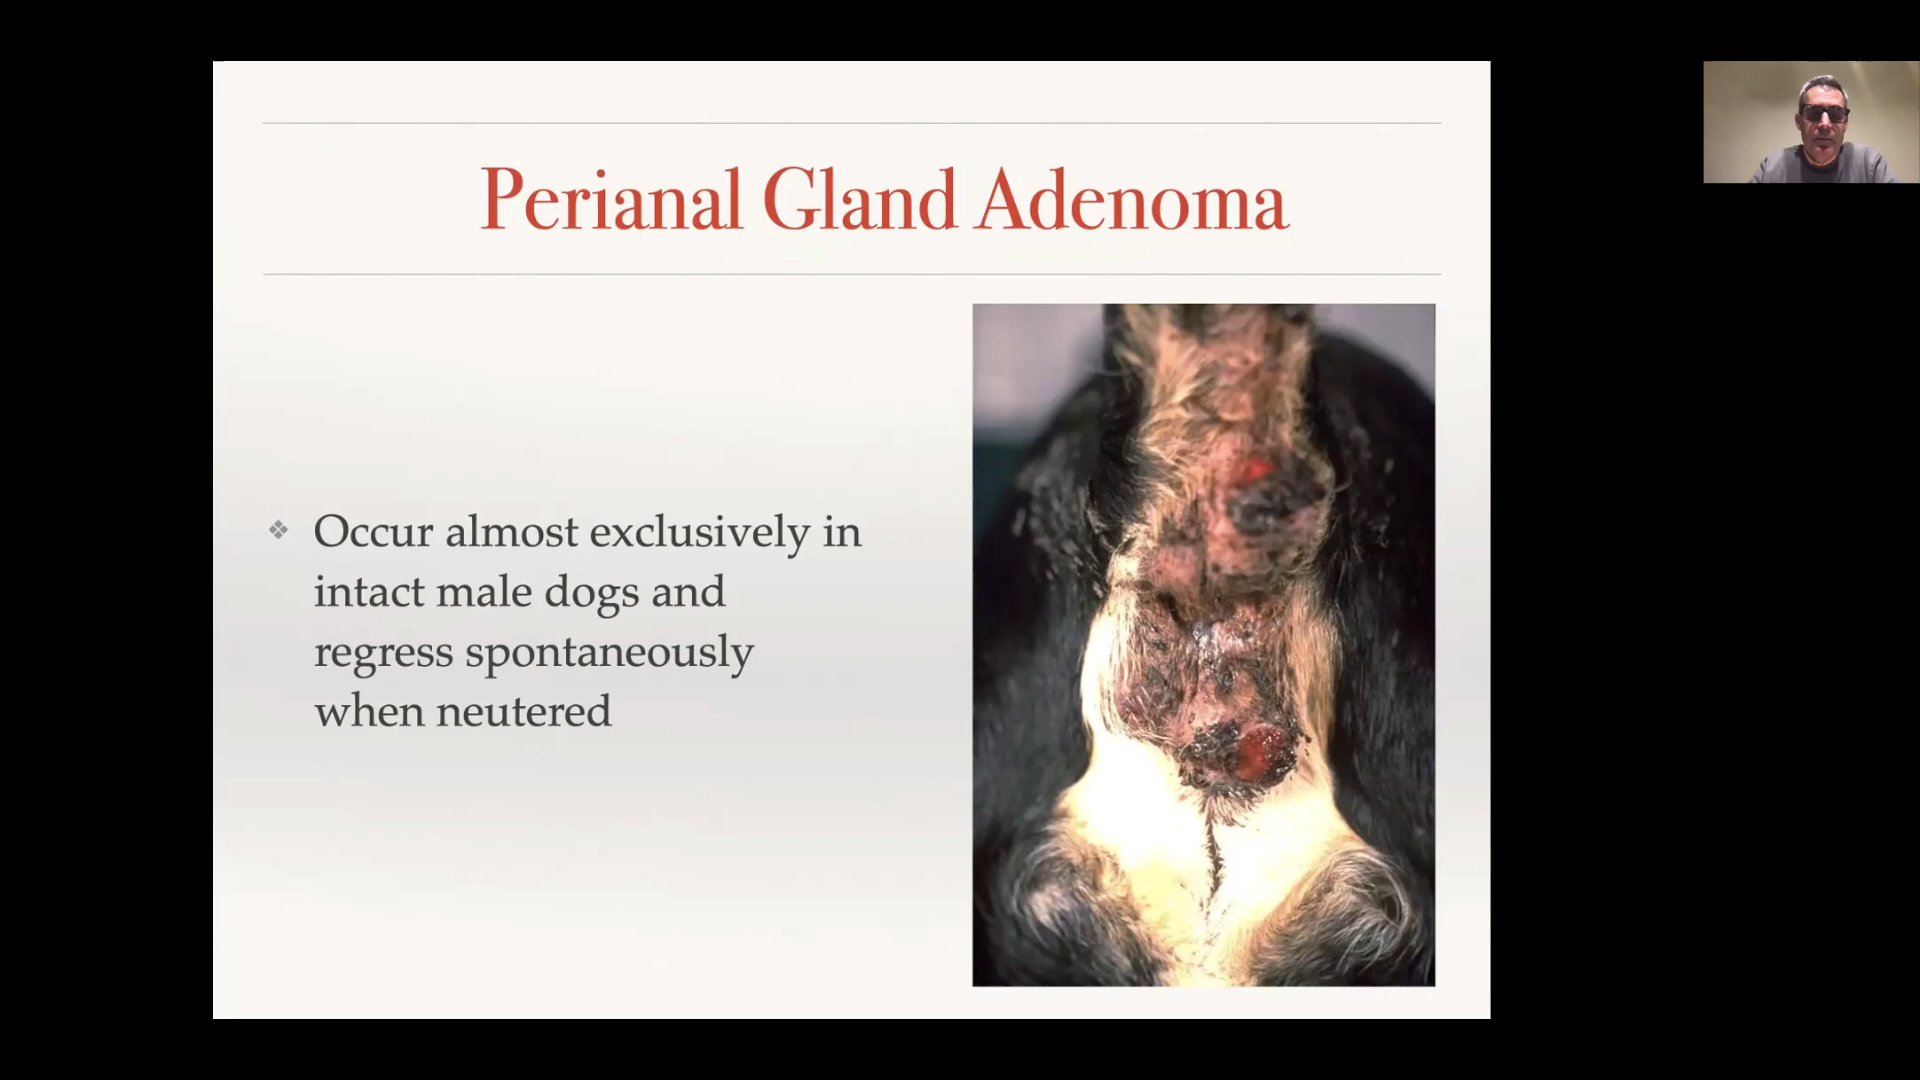 Perianal Gland Adenoma
Occur almost exclusively in
intact male dogs and
regress spontaneously
when neutered